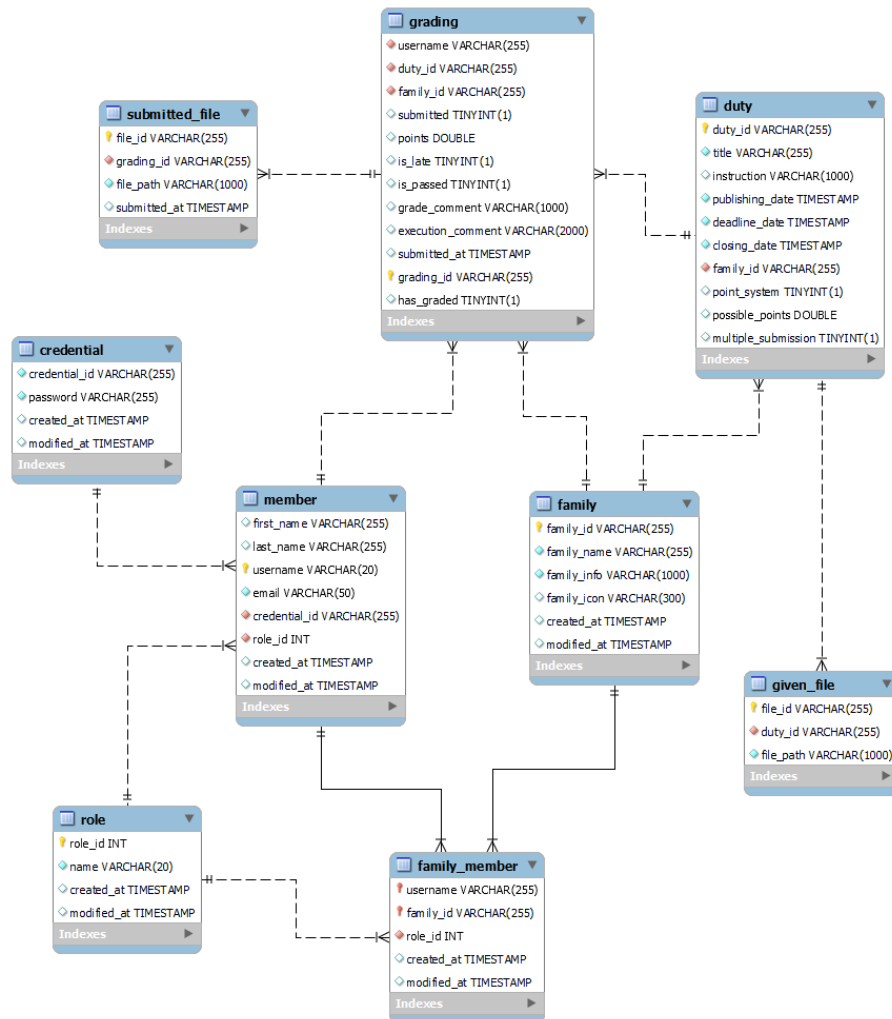 grading
username VARCHAR(255)
duty_id VARCHAR(255)
family_id VARCHAR(255)
submitted TINYINT(1)
points DOUBLE
is_late TINYINT(1)
is_passed TINYINT(1)
grade_comment VARCHAR(1000)
execution_comment VARCHAR(2000)
submitted_at TIMESTAMP
grading_id VARCHAR(255)
has_graded TINYINT(1)
Indexes
submitted_file
file_id VARCHAR(255)
grading_id VARCHAR(255)
file_path VARCHAR(1000)
submitted_at TIMESTAMP
Indexes
duty
duty_id VARCHAR(255)
title VARCHAR(255)
instruction VARCHAR(1000)
publishing_date TIMESTAMP
deadline_date TIMESTAMP
closing_date TIMESTAMP
family_id VARCHAR(255)
point_system TINYINT(1)
possible_points DOUBLE
multiple_submission TINYINT(1)
Indexes
credential
credential_id VARCHAR(255)
password VARCHAR(255)
created_at TIMESTAMP
modified_at TIMESTAMP
Indexes
member
first_name VARCHAR(255)
last_name VARCHAR(255)
username VARCHAR(20)
email VARCHAR(50)
credential_id VARCHAR(255)
role_id INT
created_at TIMESTAMP
modified_at TIMESTAMP
Indexes
family
family_id VARCHAR(255)
family_name VARCHAR(255)
family_info VARCHAR(1000)
family_icon VARCHAR(300)
created_at TIMESTAMP
modified_at TIMESTAMP
Indexes
given_file
file_id VARCHAR(255)
duty_id VARCHAR(255)
file_path VARCHAR(1000)
Indexes
role
role_id INT
name VARCHAR(20)
created_at TIMESTAMP
modified_at TIMESTAMP
Indexes
family_member
username VARCHAR(255)
family_id VARCHAR(255)
role_id INT
created_at TIMESTAMP
modified_at TIMESTAMP
Indexes